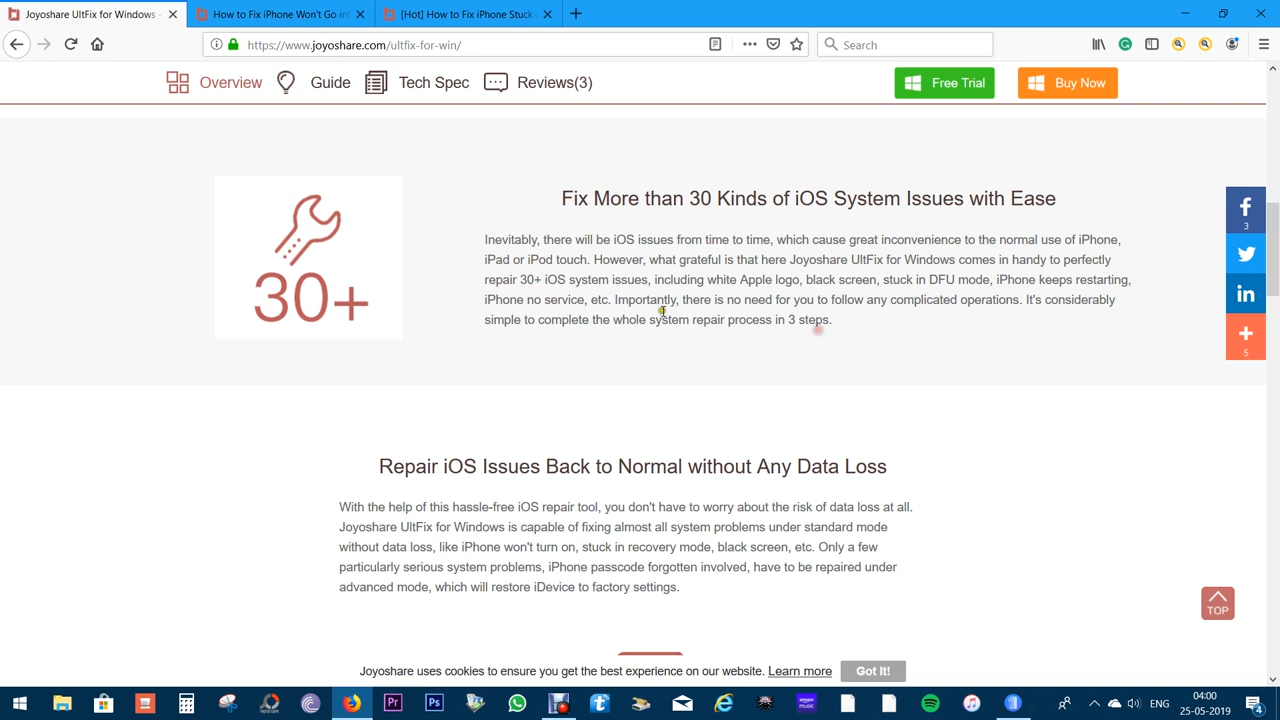 Joyoshare UltFix for Windows -
How to Fix iPhone Won't Go in
[Hot] How to Fix iPhone Stuck
https://www.joyoshare.com/ultfix-for-win/
Search
Overview
Guide
Tech Spec
Reviews(3)
Free Trial
Buy Now
30+
Fix More than 30 Kinds of iOS System Issues with Ease
Inevitably, there will be iOS issues from time to time, which cause great inconvenience to the normal use of iPhone,
iPad or iPod touch. However, what grateful is that here Joyoshare UltFix for Windows comes in handy to perfectly
repair 30+ iOS system issues, including white Apple logo, black screen, stuck in DFU mode, iPhone keeps restarting,
iPhone no service, etc. Importantly, there is no need for you to follow any complicated operations. It's considerably
simple to complete the whole system repair process in 3 steps.
3
5
Repair iOS Issues Back to Normal without Any Data Loss
With the help of this hassle-free iOS repair tool, you don't have to worry about the risk of data loss at all.
Joyoshare UltFix for Windows is capable of fixing almost all system problems under standard mode
without data loss, like iPhone won't turn on, stuck in recovery mode, black screen, etc. Only a few
particularly serious system problems, iPhone passcode forgotten involved, have to be repaired under
advanced mode, which will restore iDevice to factory settings.
TOP
Joyoshare uses cookies to ensure you get the best experience on our website. Learn more
Got It!
Pr
Ps
music
ENG
04:00
25-05-2019
4